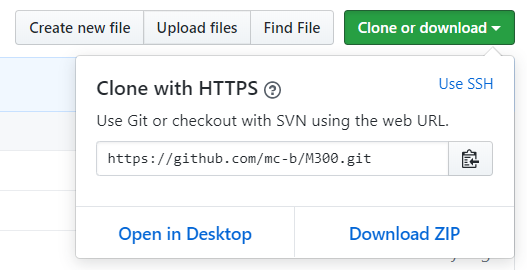 Create new file Upload files Find File Clone or download
Clone with HTTPS ? Use SSH
Use Git or checkout with SVN using the web URL.
https://github.com/mc-b/M300.git
Open in Desktop Download ZIP